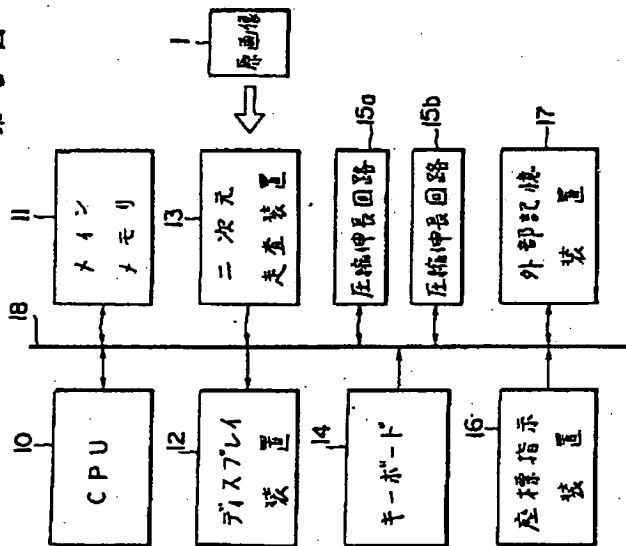 1
原画像
11
メイン
メモリ
13
二次元
走査装置
15a
圧縮伸長回路
15b
圧縮伸長回路
17
外部記憶
装置
18
10
CPU
12
ディスプレイ
装置
14
キーボード
16
座標指示
装置